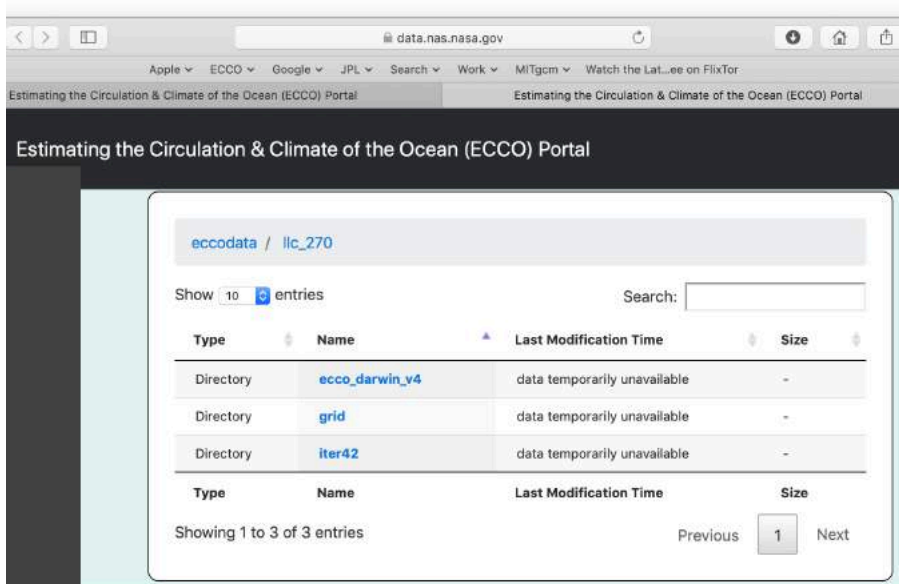 data.nas.nasa.gov
Apple ECCO Google JPL Search Work MITgcm Watch the Lat...ee on FlixTor
Estimating the Circulation & Climate of the Ocean (ECCO) Portal Estimating the Circulation & Climate of the Ocean (ECCO) Portal
Estimating the Circulation & Climate of the Ocean (ECCO) Portal
eccodata / llc_270
Show 10 entries Search:
Type Name Last Modification Time Size
Directory ecco_darwin_v4 data temporarily unavailable -
Directory grid data temporarily unavailable -
Directory iter42 data temporarily unavailable -
Type Name Last Modification Time Size
Showing 1 to 3 of 3 entries Previous 1 Next